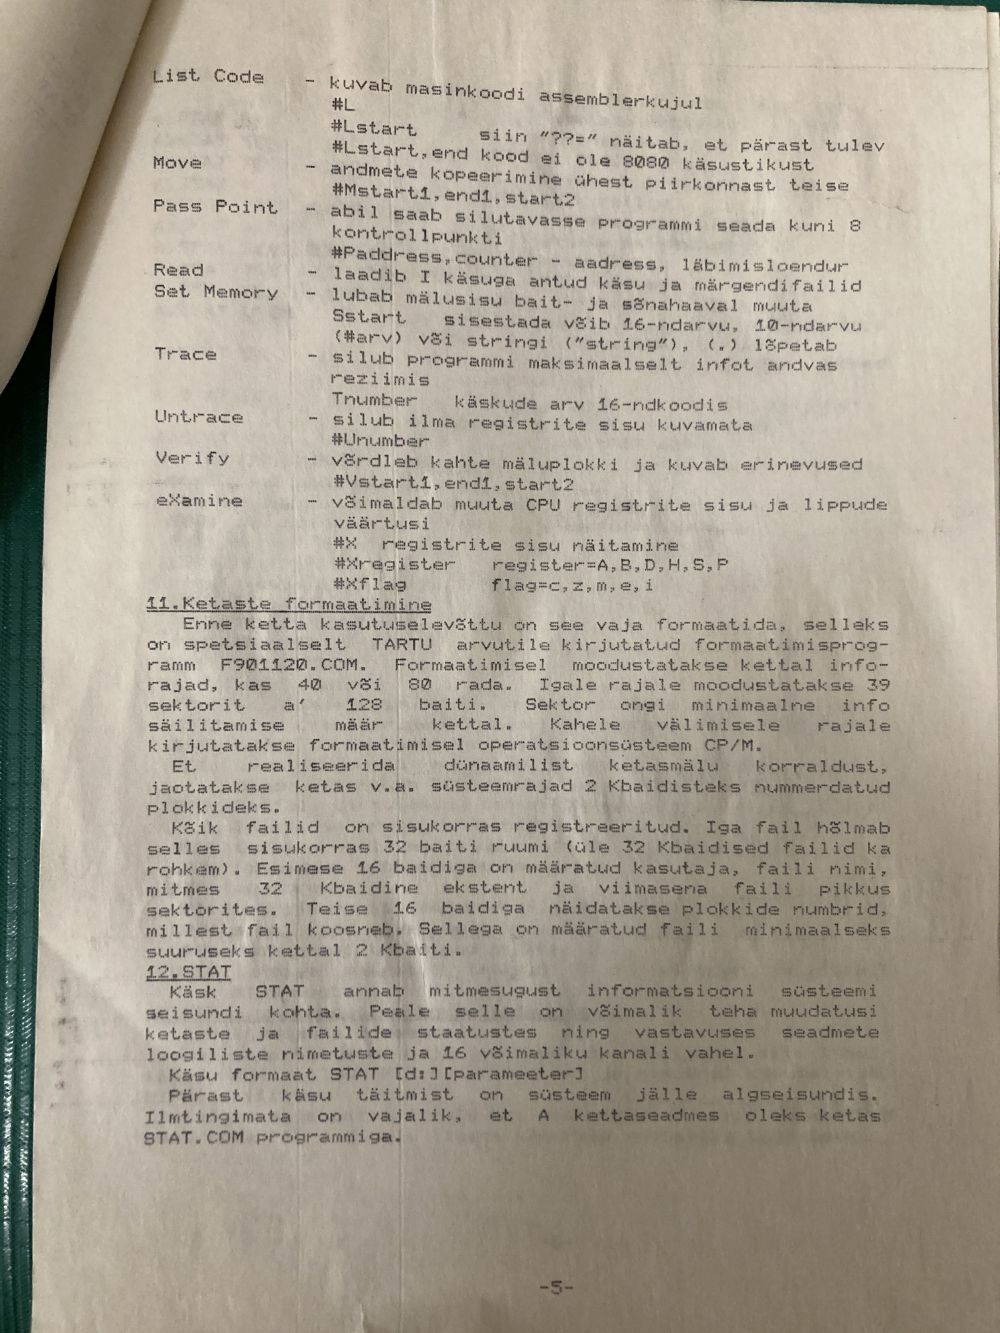 List Code   - kuvab masinkoodi assemblerkujul
#L
#Lstart     siin "??=" näitab, et pärast tulev
#Lstart,end kood ei ole 8080 käsustikust
Move        - andmete kopeerimine ühest piirkonnast teise
#Mstart1,end1,start2
Pass Point  - abil saab silutavasse programmi seada kuni 8
kontrollpunkti
#Paddress,counter - aadress, läbimisloendur
Read        - laadib I käsuga antud käsu ja märgendifailid
Set Memory  - lubab mälusisu bait- ja sõnahaaval muuta
Sstart   sisestada võib 16-ndarvu, 10-ndarvu
(#arv) või stringi ("string"), (.) lõpetab
Trace       - silub programmi maksimaalselt infot andvas
reziimis
Tnumber   käskude arv 16-ndkoodis
Untrace     - silub ilma registrite sisu kuvamata
#Unumber
Verify      - võrdleb kahte mäluplokki ja kuvab erinevused
#Vstart1,end1,start2
eXamine     - võimaldab muuta CPU registrite sisu ja lippude
väärtusi
#X  registrite sisu näitamine
#Xregister   register=A,B,D,H,S,P
#Xflag       flag=c,z,m,e,i
11.Ketaste formaatimine
Enne ketta kasutuselevõttu on see vaja formaatida, selleks
on spetsiaalselt TARTU arvutile kirjutatud formaatimisprog-
ramm F901120.COM. Formaatimisel moodustatakse kettal info-
rajad, kas 40 või 80 rada. Igale rajale moodustatakse 39
sektorit a' 128 baiti. Sektor ongi minimaalne info
säilitamise määr kettal. Kahele välimisele rajale
kirjutatakse formaatimisel operatsioonsüsteem CP/M.
Et realiseerida dünaamilist ketasmälu korraldust,
jaotatakse ketas v.a. süsteemrajad 2 Kbaidisteks nummerdatud
plokkideks.
Kõik failid on sisukorras registreeritud. Iga fail hõlmab
selles sisukorras 32 baiti ruumi (üle 32 Kbaidised failid ka
rohkem). Esimese 16 baidiga on määratud kasutaja, faili nimi,
mitmes 32 Kbaidine ekstent ja viimasena faili pikkus
sektorites. Teise 16 baidiga näidatakse plokkide numbrid,
millest fail koosneb. Sellega on määratud faili minimaalseks
suuruseks kettal 2 Kbaiti.
12.STAT
Käsk STAT annab mitmesugust informatsiooni süsteemi
seisundi kohta. Peale selle on võimalik teha muudatusi
ketaste ja failide staatustes ning vastavuses seadmete
loogiliste nimetuste ja 16 võimaliku kanali vahel.
Käsu formaat STAT [d:][parameeter]
Pärast käsu täitmist on süsteem jälle algseisundis.
Ilmtingimata on vajalik, et A kettaseadmes oleks ketas
STAT.COM programmiga.
-5-